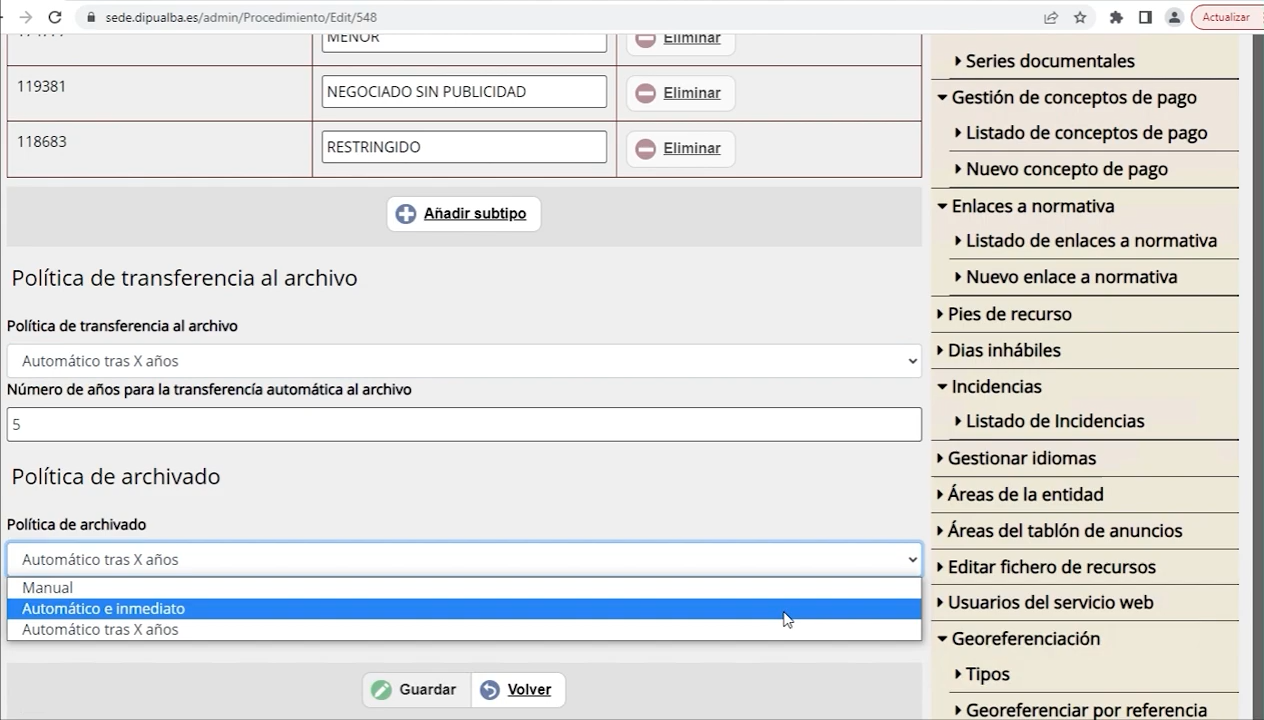 sede.dipualba.es/admin/Procedimiento/Edit/548
Actualizar
MENOR
Eliminar
119381
NEGOCIADO SIN PUBLICIDAD
Eliminar
118683
RESTRINGIDO
Eliminar
Añadir subtipo
Política de transferencia al archivo
Política de transferencia al archivo
Automático tras X años
Número de años para la transferencía automática al archivo
5
Política de archivado
Política de archivado
Automático tras X años
Manual
Automático e inmediato
Automático tras X años
Guardar
Volver
Series documentales
Gestión de conceptos de pago
Listado de conceptos de pago
Nuevo concepto de pago
Enlaces a normativa
Listado de enlaces a normativa
Nuevo enlace a normativa
Pies de recurso
Dias inhábiles
Incidencias
Listado de Incidencias
Gestionar idiomas
Áreas de la entidad
Áreas del tablón de anuncios
Editar fichero de recursos
Usuarios del servicio web
Georeferenciación
Tipos
Georeferenciar por referencia